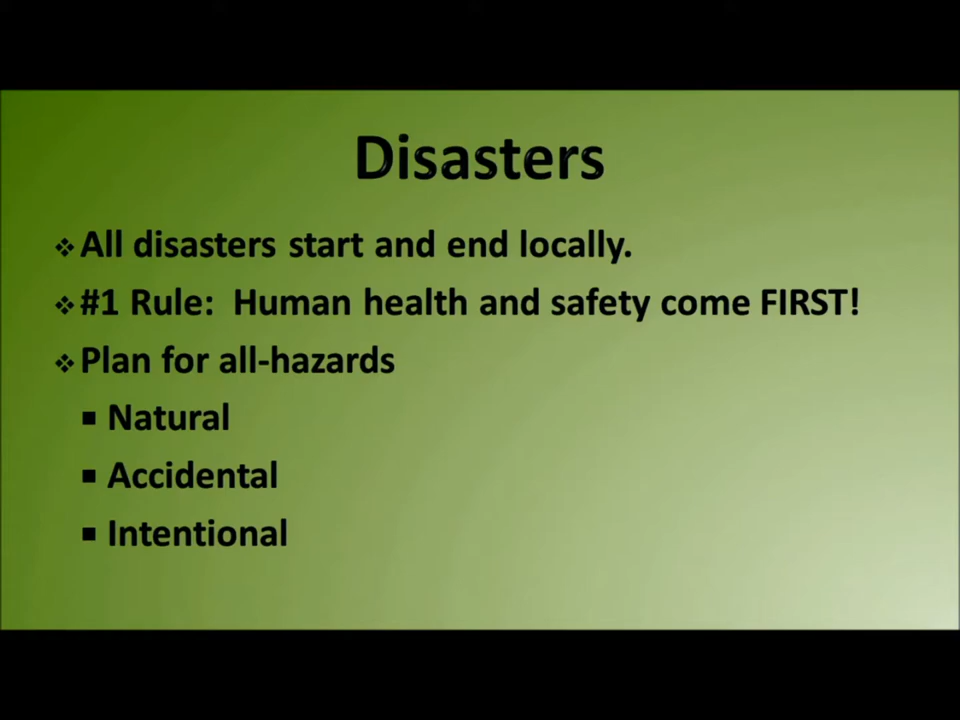 Disasters
❖ All disasters start and end locally.
❖ #1 Rule:  Human health and safety come FIRST!
❖ Plan for all-hazards
▪ Natural
▪ Accidental
▪ Intentional